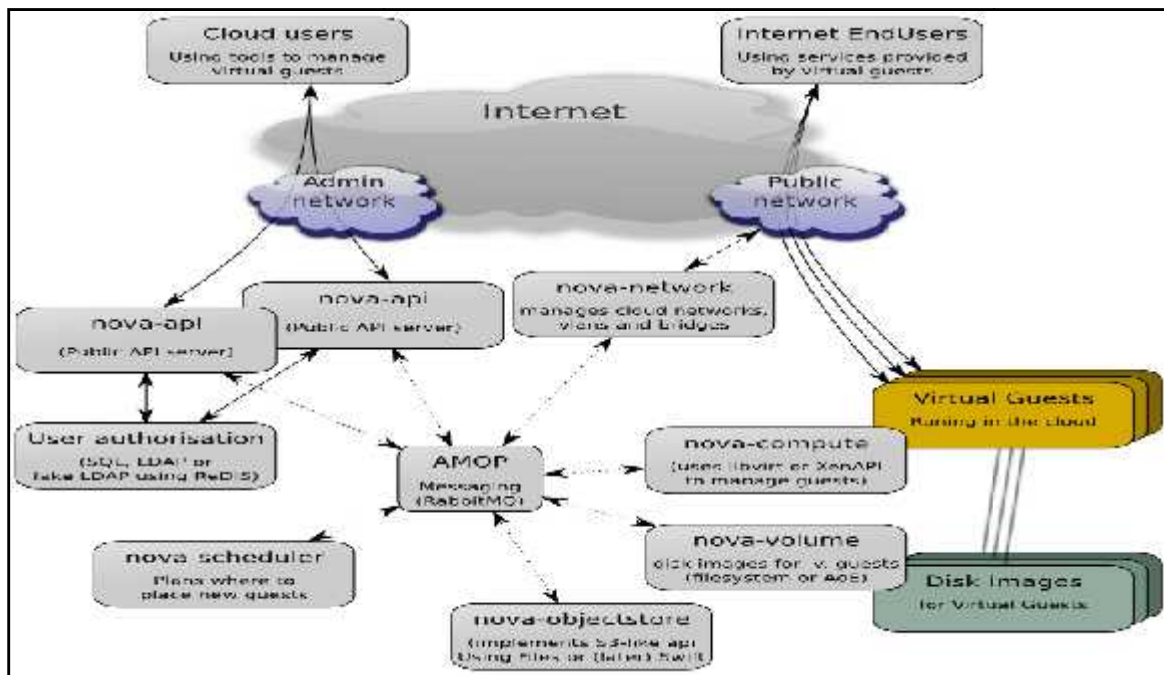 Cloud users
Using tools to manage
virtual guests
Internet EndUsers
Using services provided
by virtual guests
Internet
Admin
network
Public
network
nova-api
(Public API server)
nova-api
(Public API server)
nova-network
manages cloud networks,
vlans and bridges
User authorisation
(SQL, LDAP or
fake LDAP using ReDIS)
AMQP
Messaging
(RabbitMQ)
nova-compute
(uses libvirt or XenAPI
to manage guests)
Virtual Guests
Runing in the cloud
nova-scheduler
Plans where to
place new guests
nova-volume
disk images for v. guests
(filesystem or AoE)
Disk Images
for Virtual Guests
nova-objectstore
(implements S3-like api
Using Files or (later) Swift